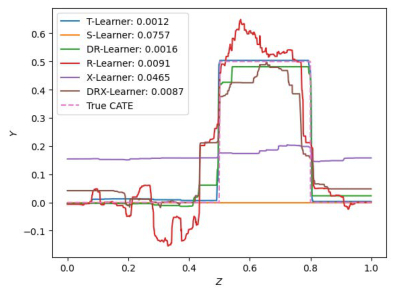 T-Learner: 0.0012
S-Learner: 0.0757
DR-Learner: 0.0016
R-Learner: 0.0091
X-Learner: 0.0465
DRX-Learner: 0.0087
True CATE
0.6
0.5
0.4
0.3
0.2
0.1
0.0
−0.1
Y
0.0 0.2 0.4 0.6 0.8 1.0
Z